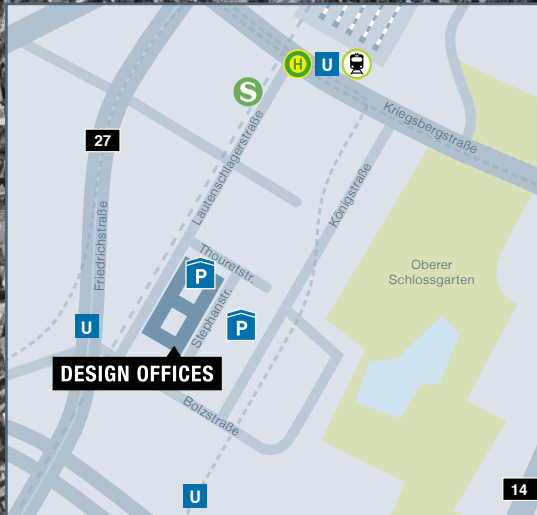 H
U
S
Kriegsbergstraße
27
Lautenschlagerstraße
Königstraße
Friedrichstraße
Thouretstr.
P
Oberer
Schlossgarten
Stephanstr.
U
P
DESIGN OFFICES
Bolzstraße
U
14